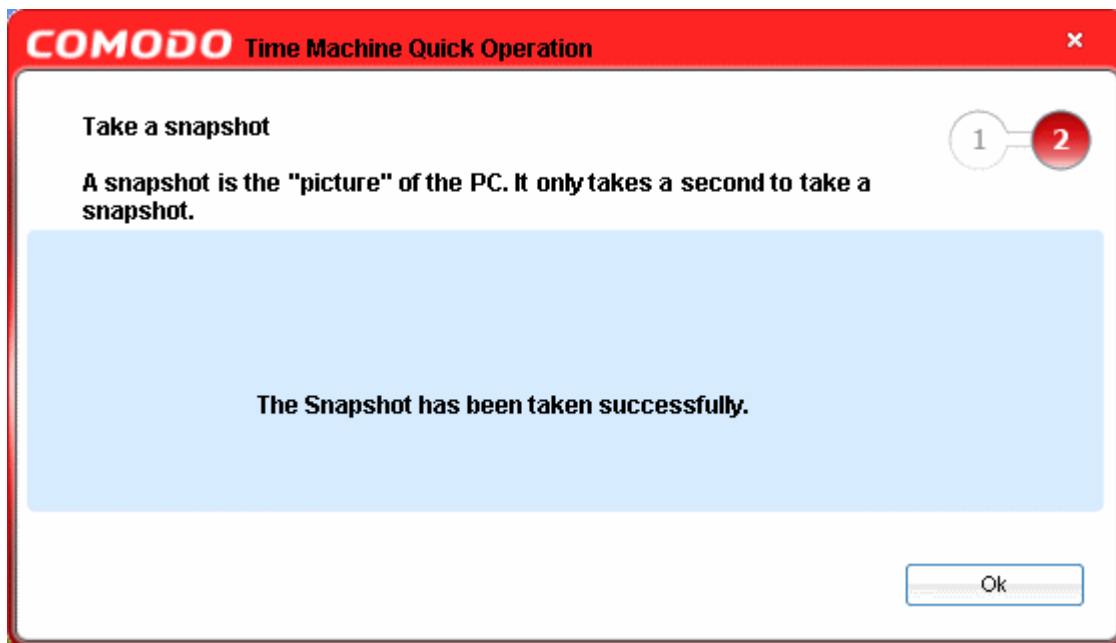 COMODO Time Machine Quick Operation
Take a snapshot
1 2
A snapshot is the "picture" of the PC. It only takes a second to take a
snapshot.
The Snapshot has been taken successfully.
Ok